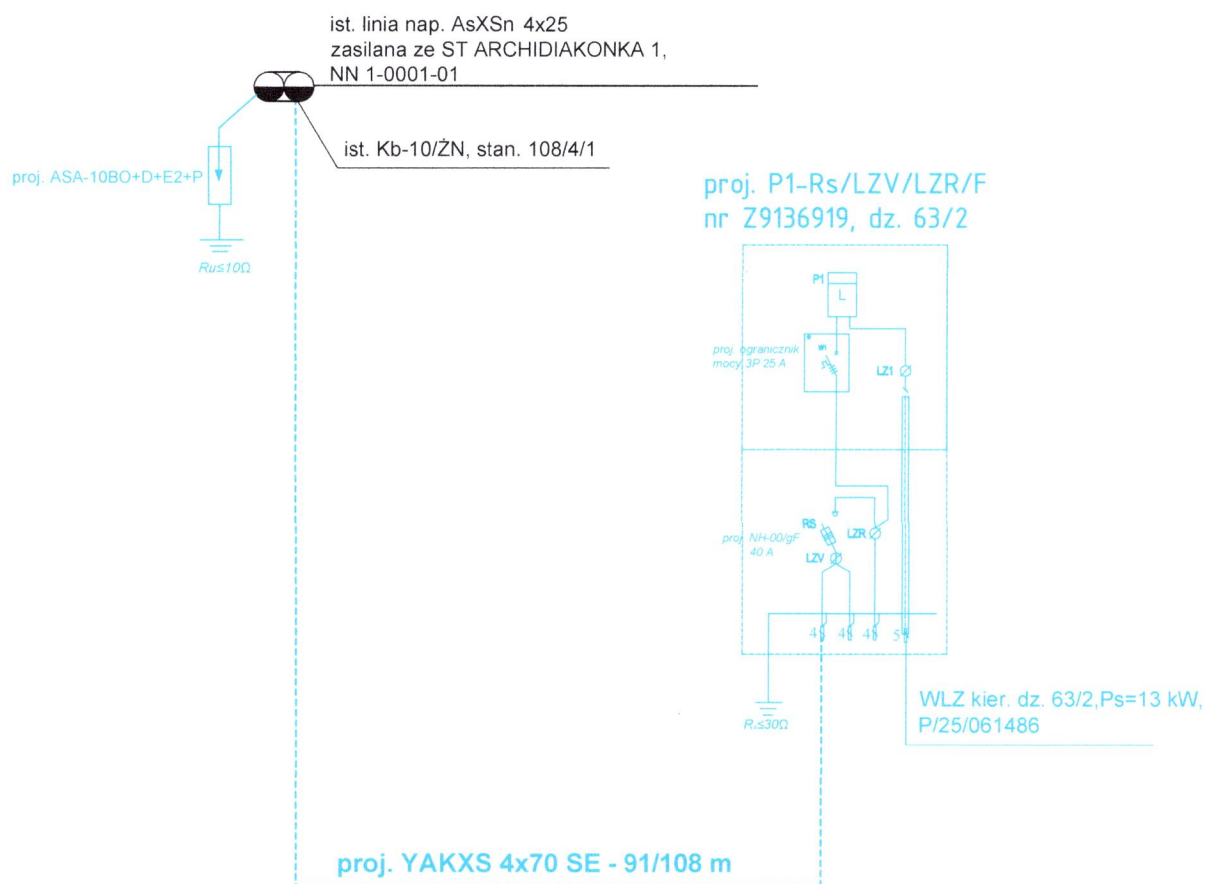 ist. linia nap. AsXSn 4x25
zasilana ze ST ARCHIDIAKONKA 1,
NN 1-0001-01
ist. Kb-10/ŻN, stan. 108/4/1
proj. ASA-10BO+D+E2+P
Ru≤10Ω
proj. P1-Rs/LZV/LZR/F
nr Z9136919, dz. 63/2
P1
L
proj. ogranicznik
mocy 3P 25 A
LZ1
RS
LZR
proj. NH-00/gF
40 A
LZV
4 4 4 5
R.≤30Ω
WLZ kier. dz. 63/2,Ps=13 kW,
P/25/061486
proj. YAKXS 4x70 SE - 91/108 m